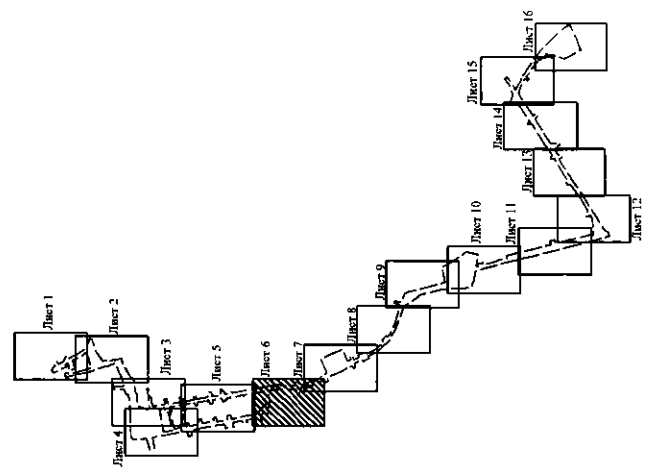 Лист 1
Лист 2
Лист 3
Лист 4
Лист 5
Лист 6
Лист 7
Лист 8
Лист 9
Лист 10
Лист 11
Лист 12
Лист 13
Лист 14
Лист 15
Лист 16